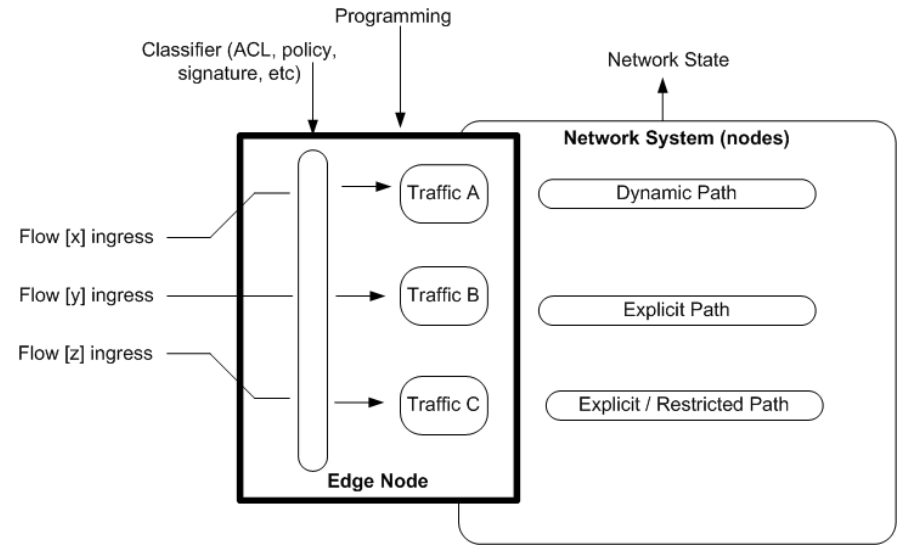 Programming
Classifier (ACL, policy,
signature, etc)
Network State
Network System (nodes)
Traffic A
Dynamic Path
Flow [x] ingress
Flow [y] ingress
Traffic B
Explicit Path
Flow [z] ingress
Traffic C
Explicit / Restricted Path
Edge Node